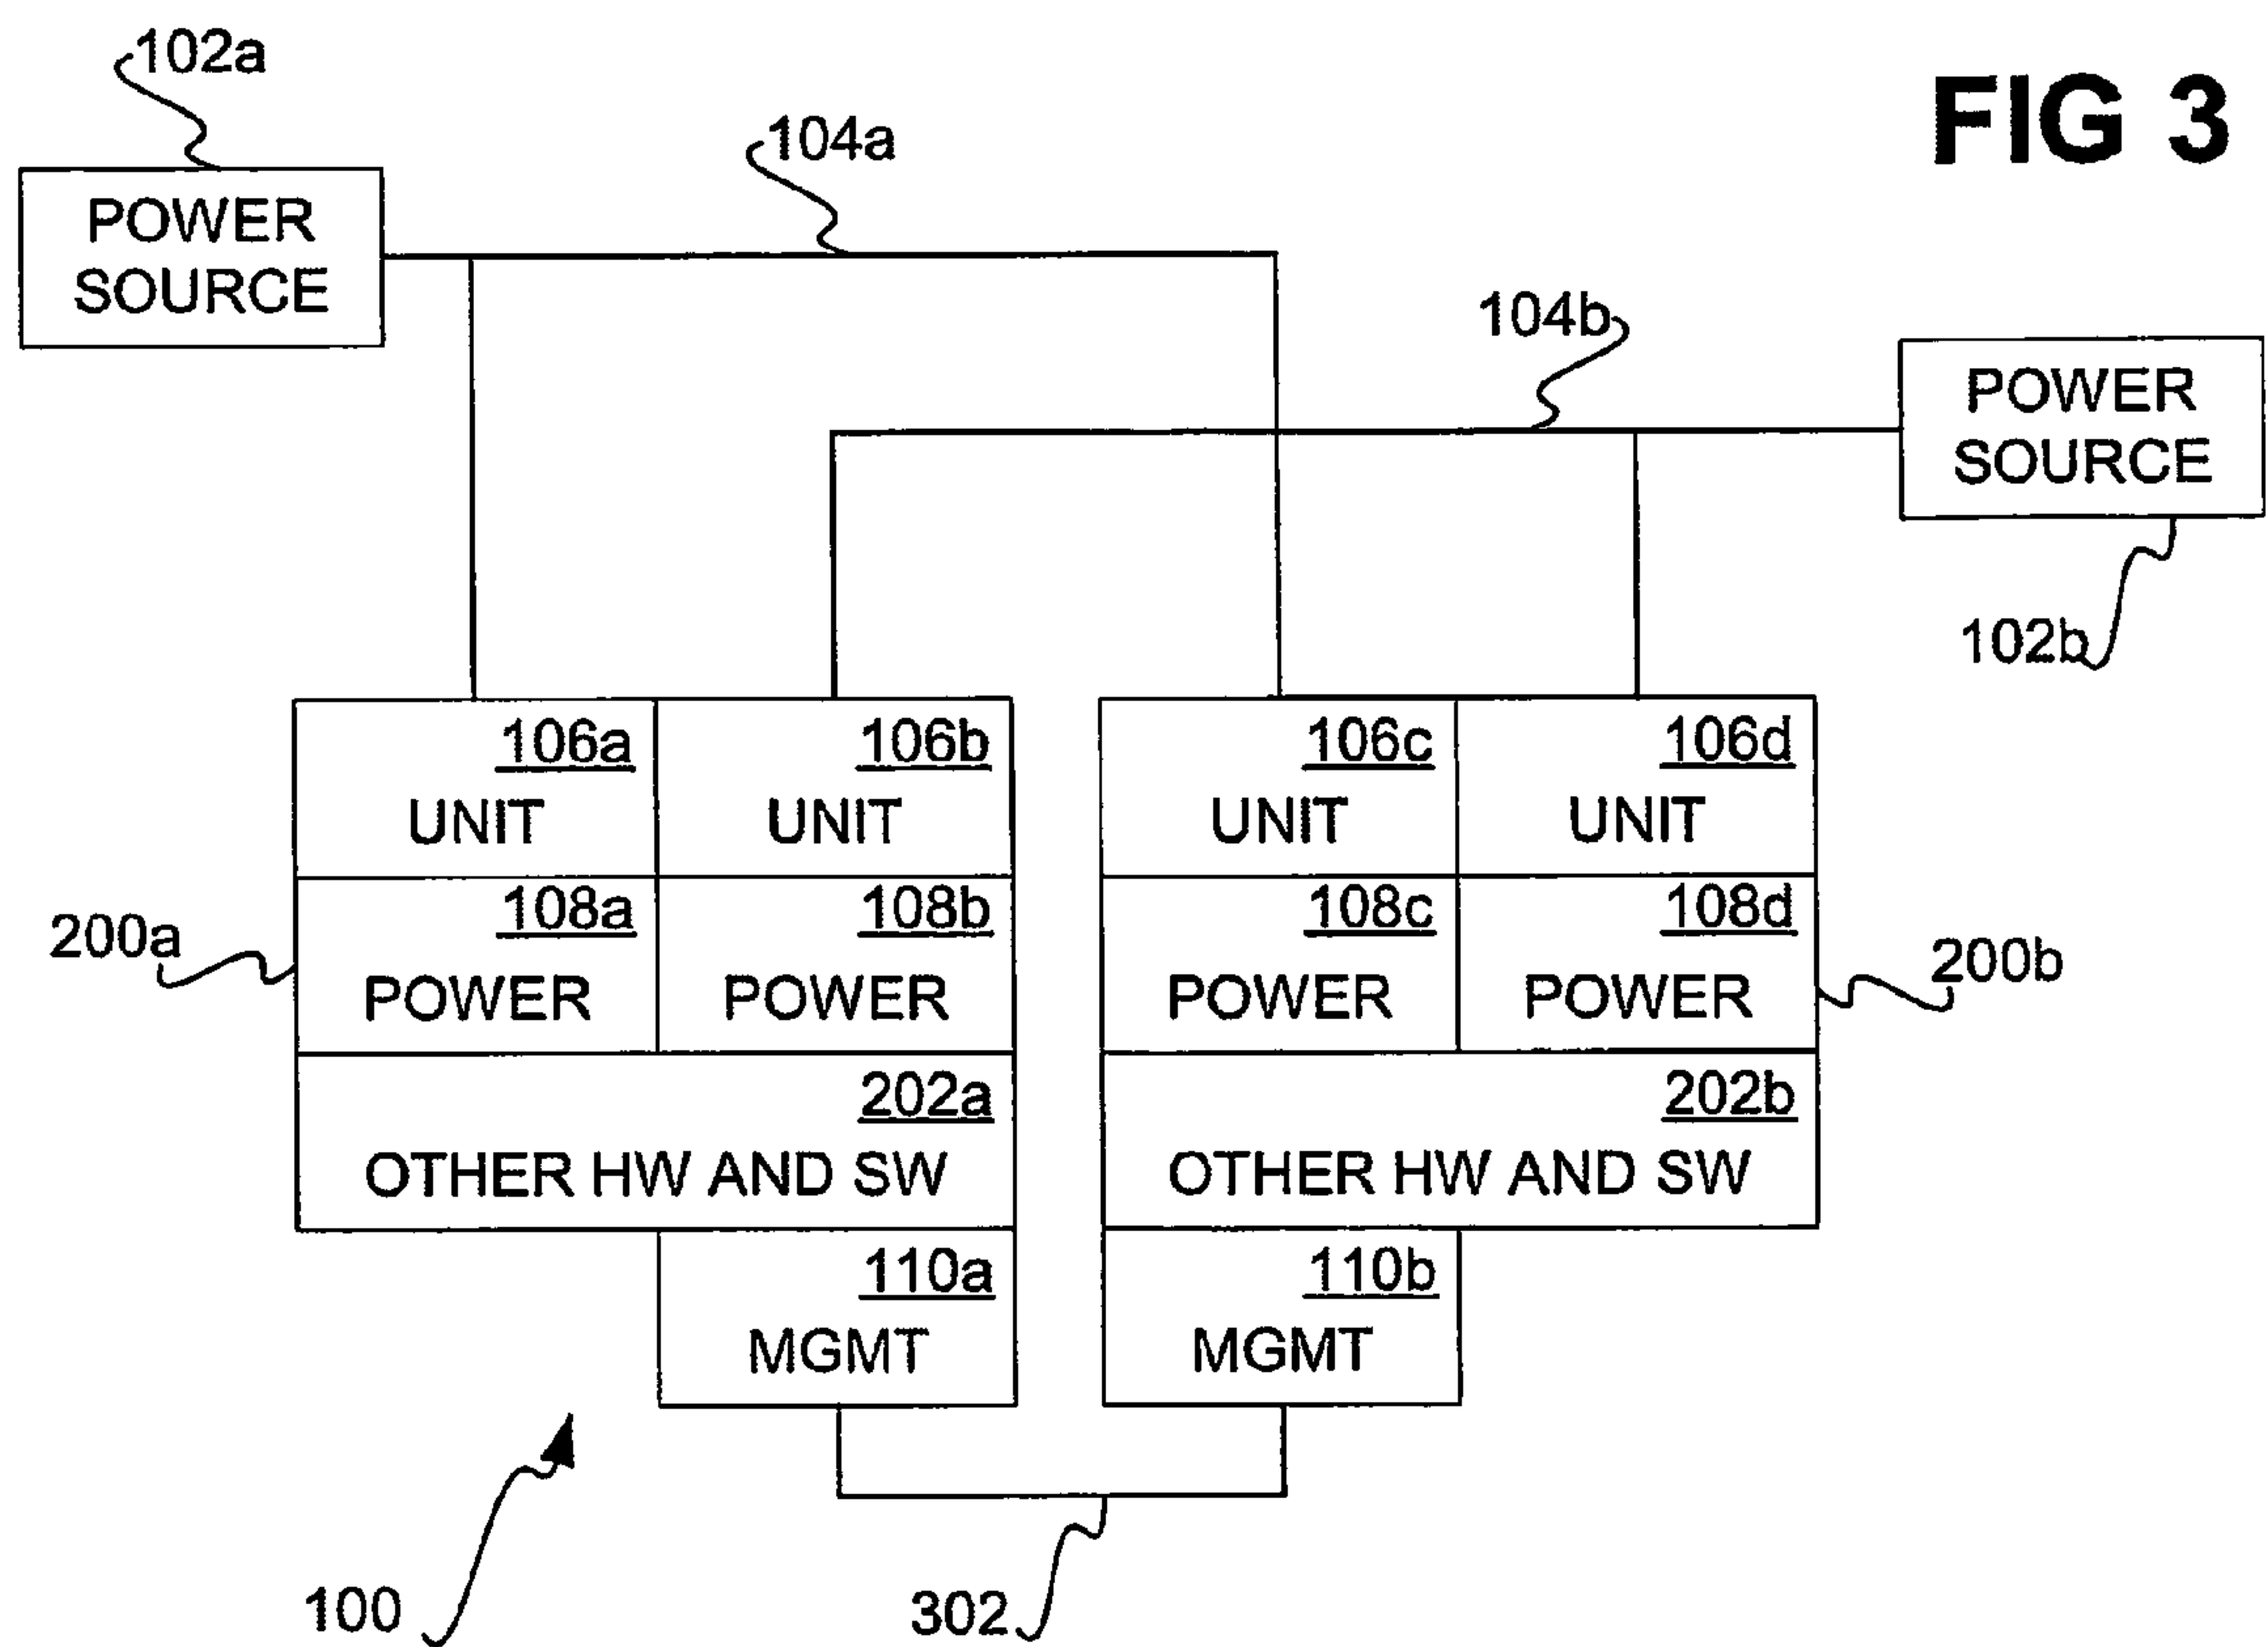 102a
FIG 3
104a
POWER
SOURCE
104b
POWER
SOURCE
102b
106a
UNIT
106b
UNIT
106c
UNIT
106d
UNIT
200a
108a
POWER
108b
POWER
108c
POWER
108d
POWER
200b
202a
OTHER HW AND SW
202b
OTHER HW AND SW
110a
MGMT
110b
MGMT
100
302